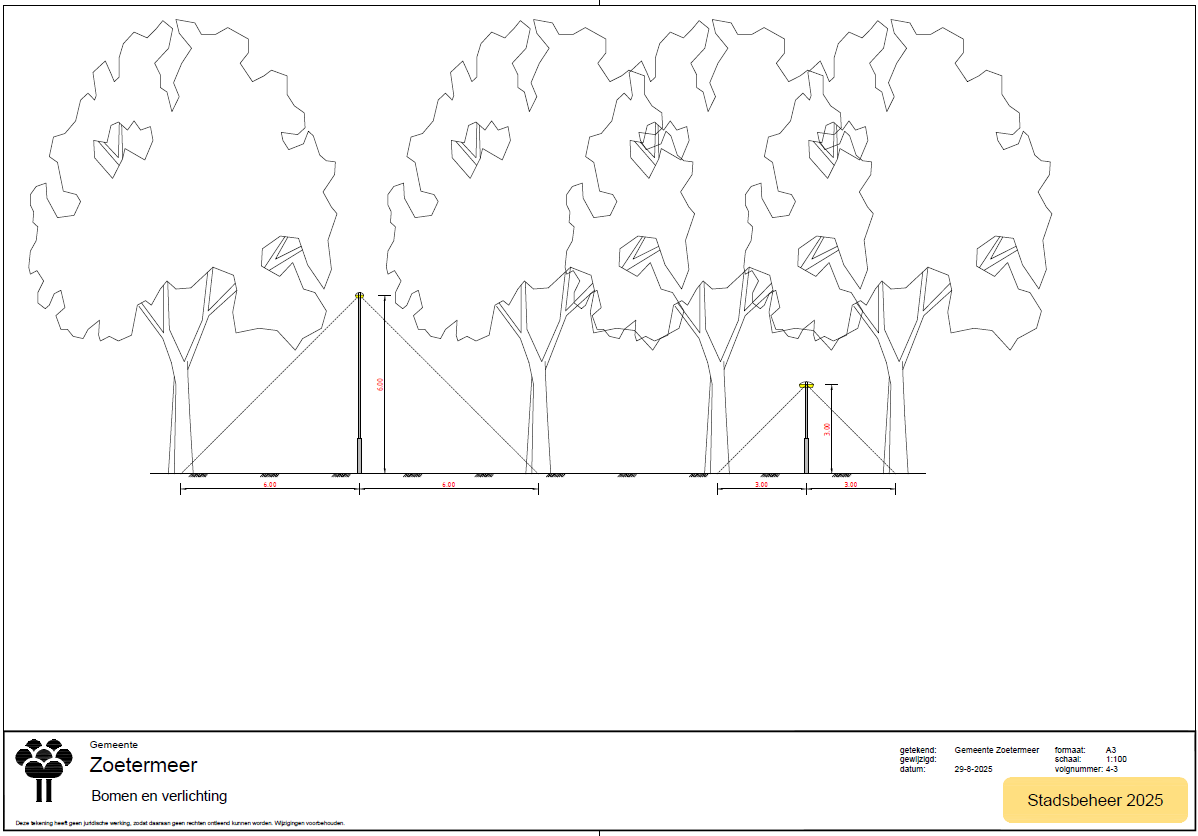 6.00
3.00
6.00
6.00
3.00
3.00
Gemeente
Zoetermeer
Bomen en verlichting
Deze tekening heeft geen juridische werking, zodat daaraan geen rechten ontleend kunnen worden. Wijzigingen voorbehouden.
getekend: Gemeente Zoetermeer formaat: A3
gewijzigd: schaal: 1:100
datum: 29-8-2025 volgnummer: 4-3
Stadsbeheer 2025